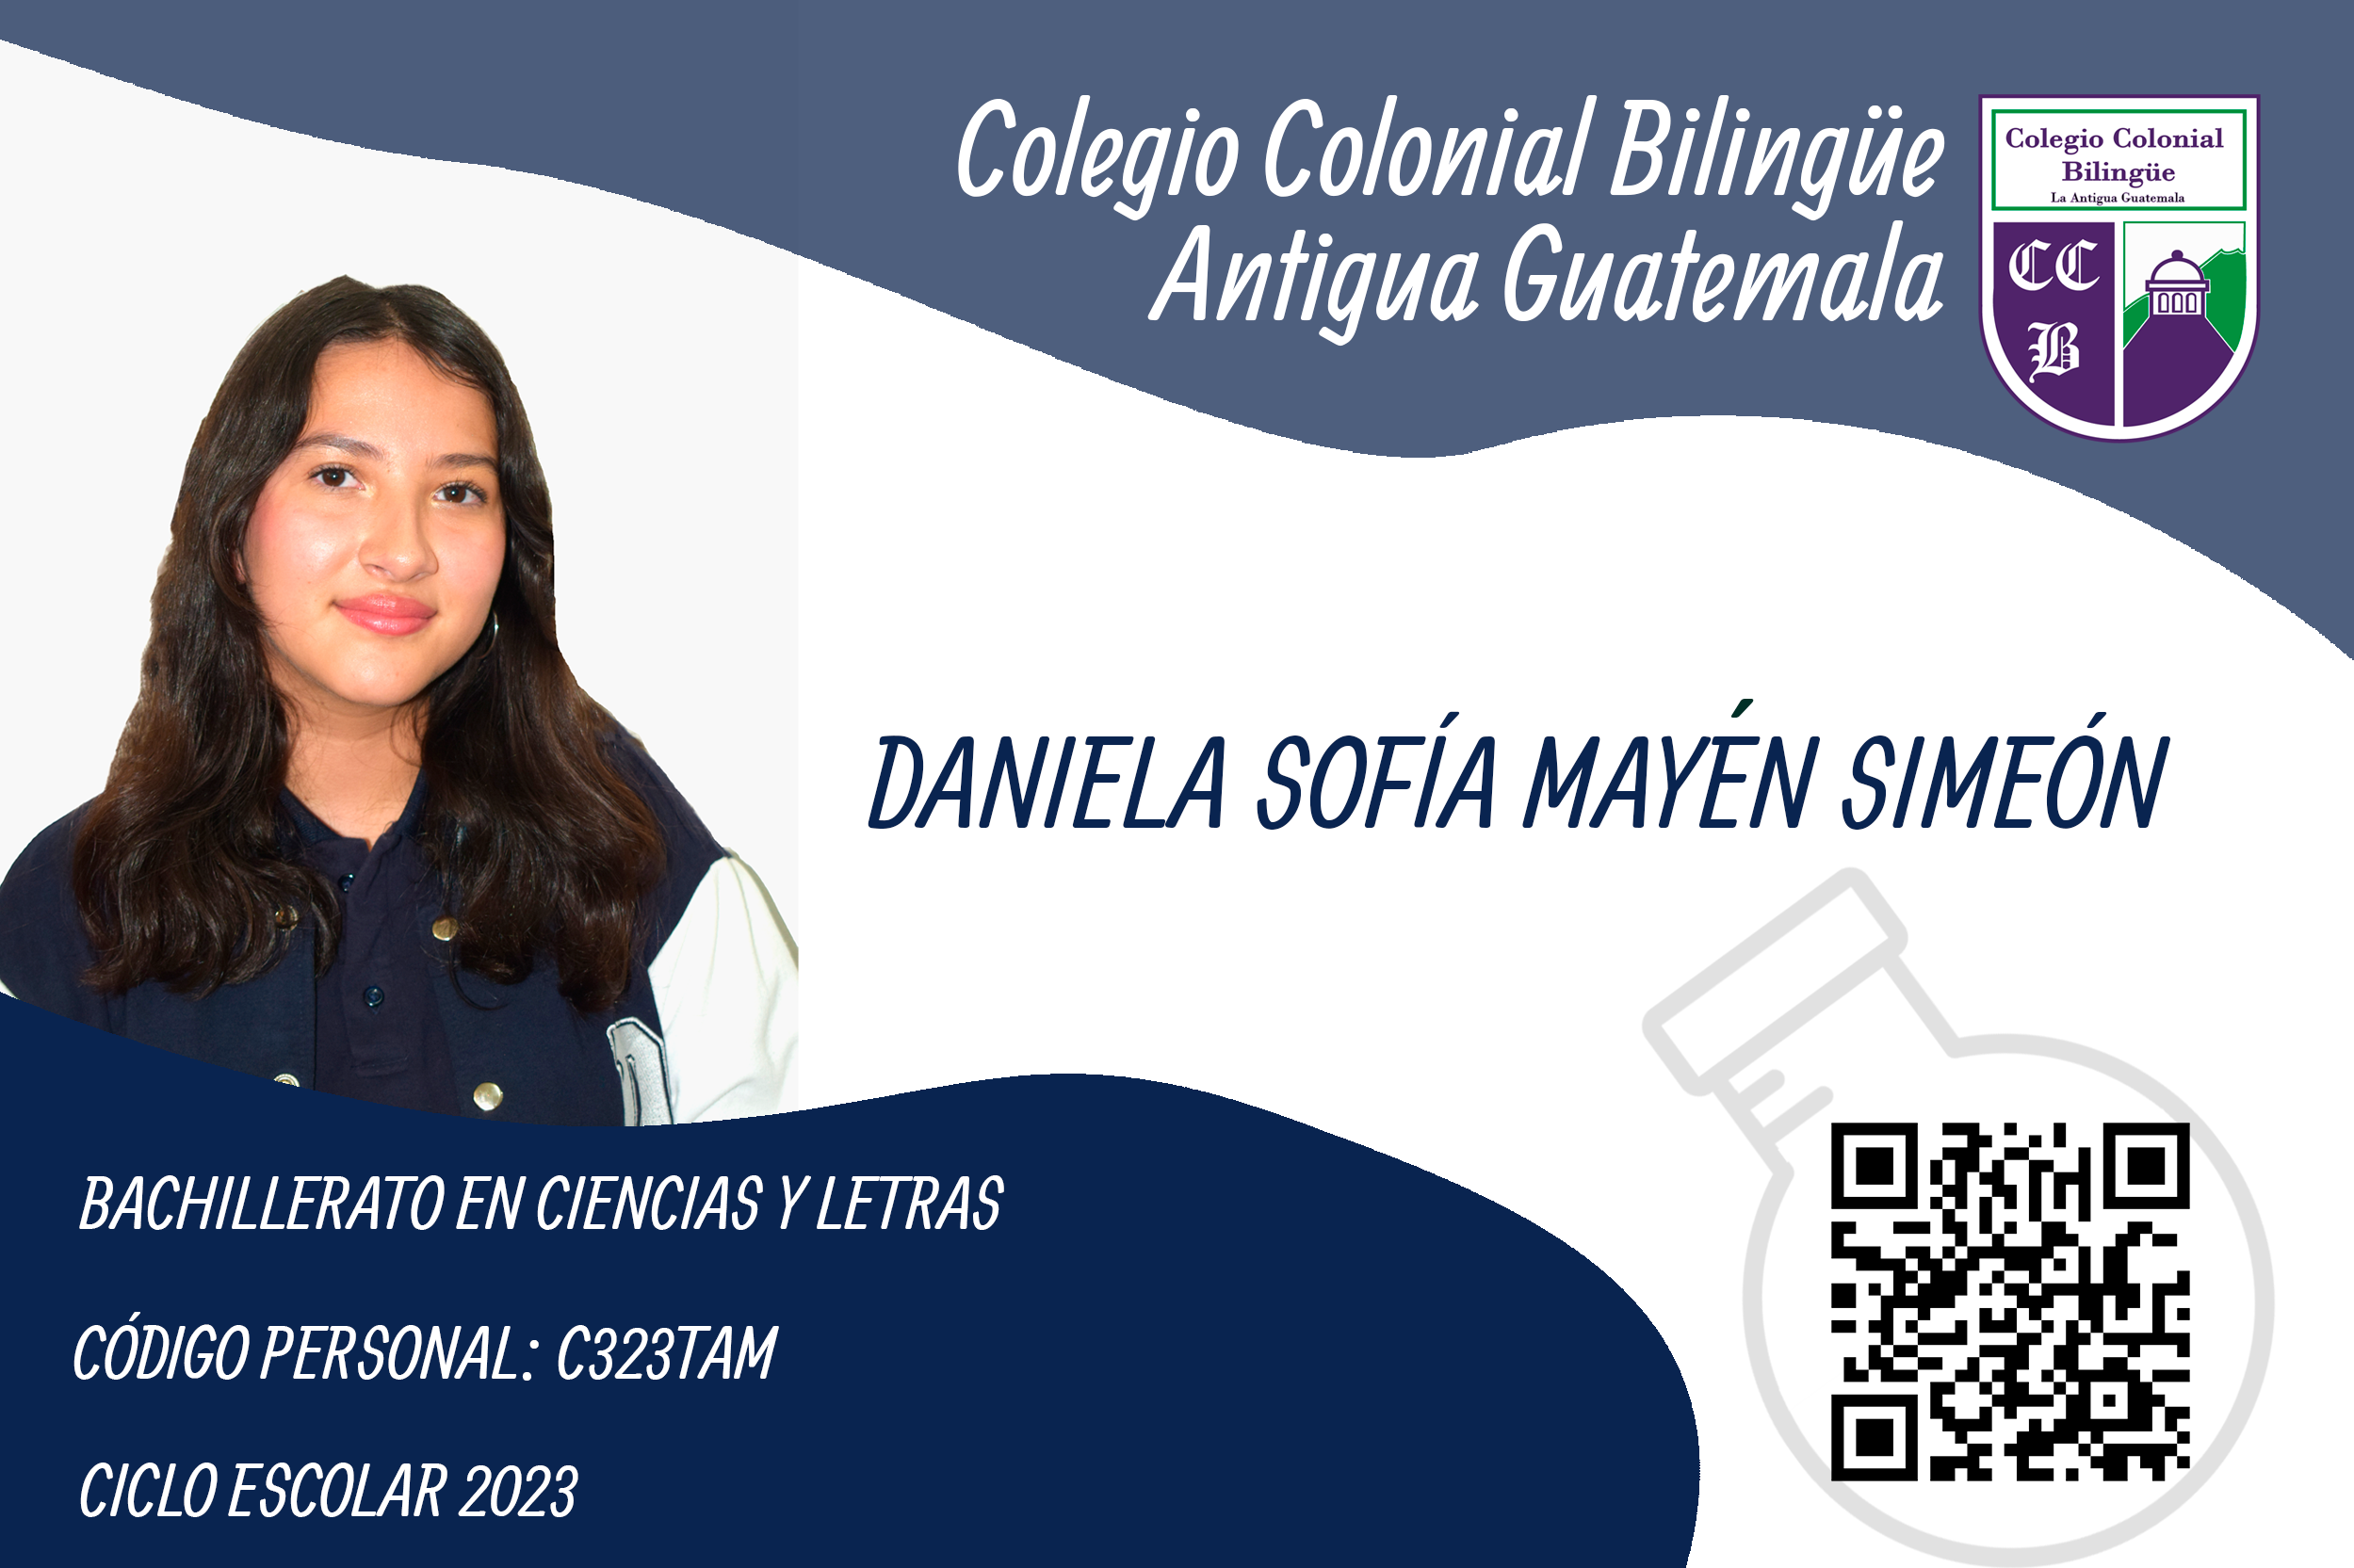 Colegio Colonial Bilingüe
Antigua Guatemala
Colegio Colonial
Bilingüe
La Antigua Guatemala
CC
B
DANIELA SOFÍA MAYÉN SIMEÓN
BACHILLERATO EN CIENCIAS Y LETRAS
CÓDIGO PERSONAL: C323TAM
CICLO ESCOLAR 2023